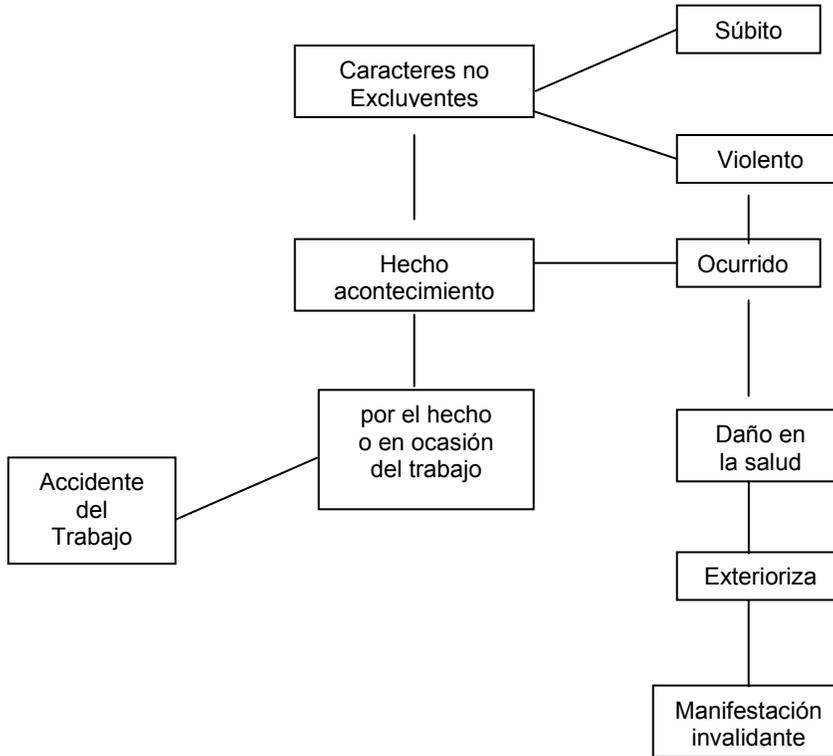 Súbito
Caracteres no
Excluyentes
Violento
Hecho
acontecimiento
Ocurrido
por el hecho
o en ocasión
del trabajo
Daño en
la salud
Accidente
del
Trabajo
Exterioriza
Manifestación
invalidante